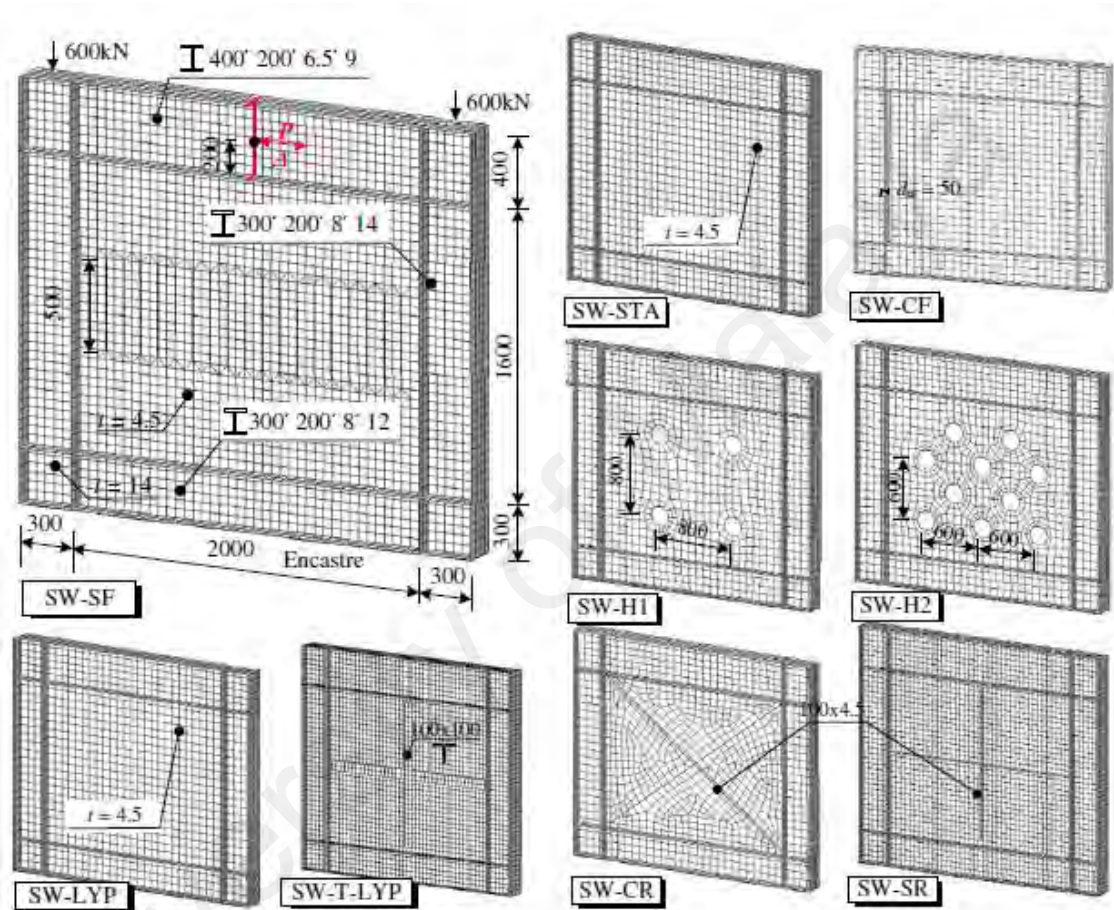 600kN
400' 200' 6.5' 9
600kN
P
Δ
200
400
300' 200' 8' 14
500
1600
t = 4.5
300' 200' 8' 12
t = 14
300
2000
Encastre
300
300
SW-SF
t = 4.5
SW-STA
= 50
SW-CF
800
800
SW-H1
600
600
600
SW-H2
t = 4.5
SW-LYP
100x100
SW-T-LYP
SW-CR
100x4.5
SW-SR